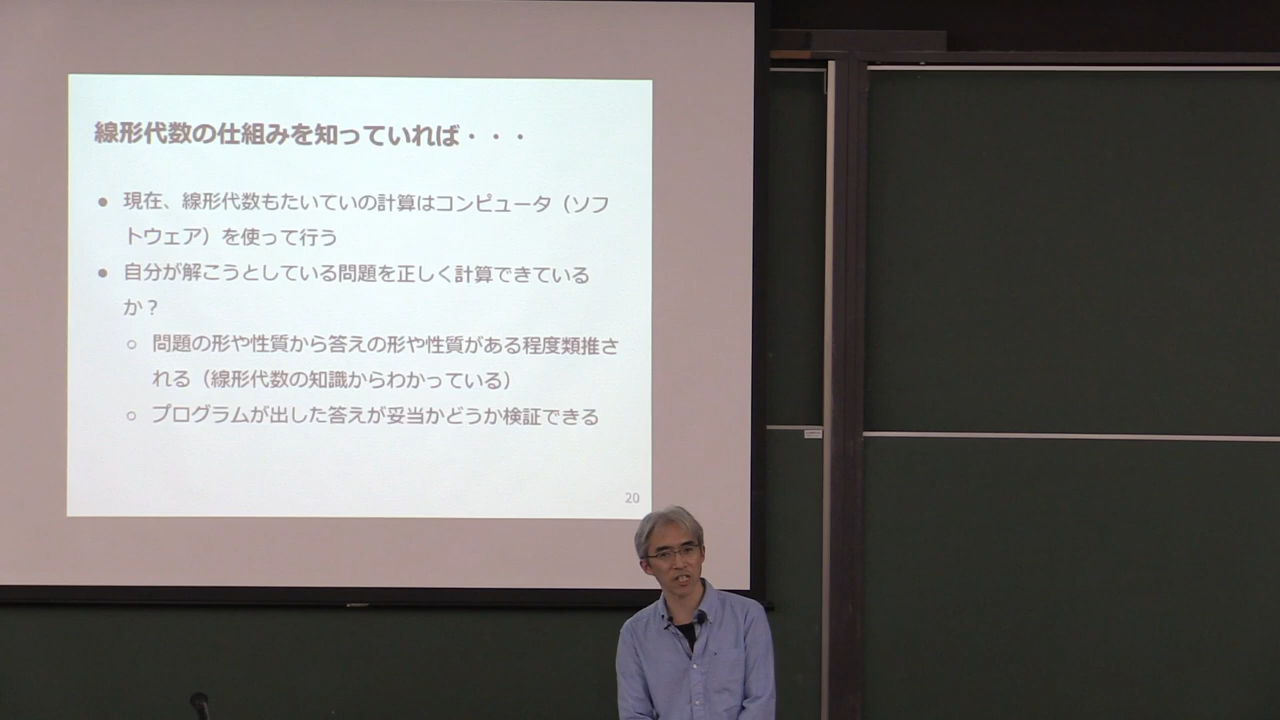 線形代数の仕組みを知っていれば・・・
● 現在、線形代数もたいていの計算はコンピュータ（ソフ
トウェア）を使って行う
● 自分が解こうとしている問題を正しく計算できている
か？
○ 問題の形や性質から答えの形や性質がある程度類推さ
れる（線形代数の知識からわかっている）
○ プログラムが出した答えが妥当かどうか検証できる
20